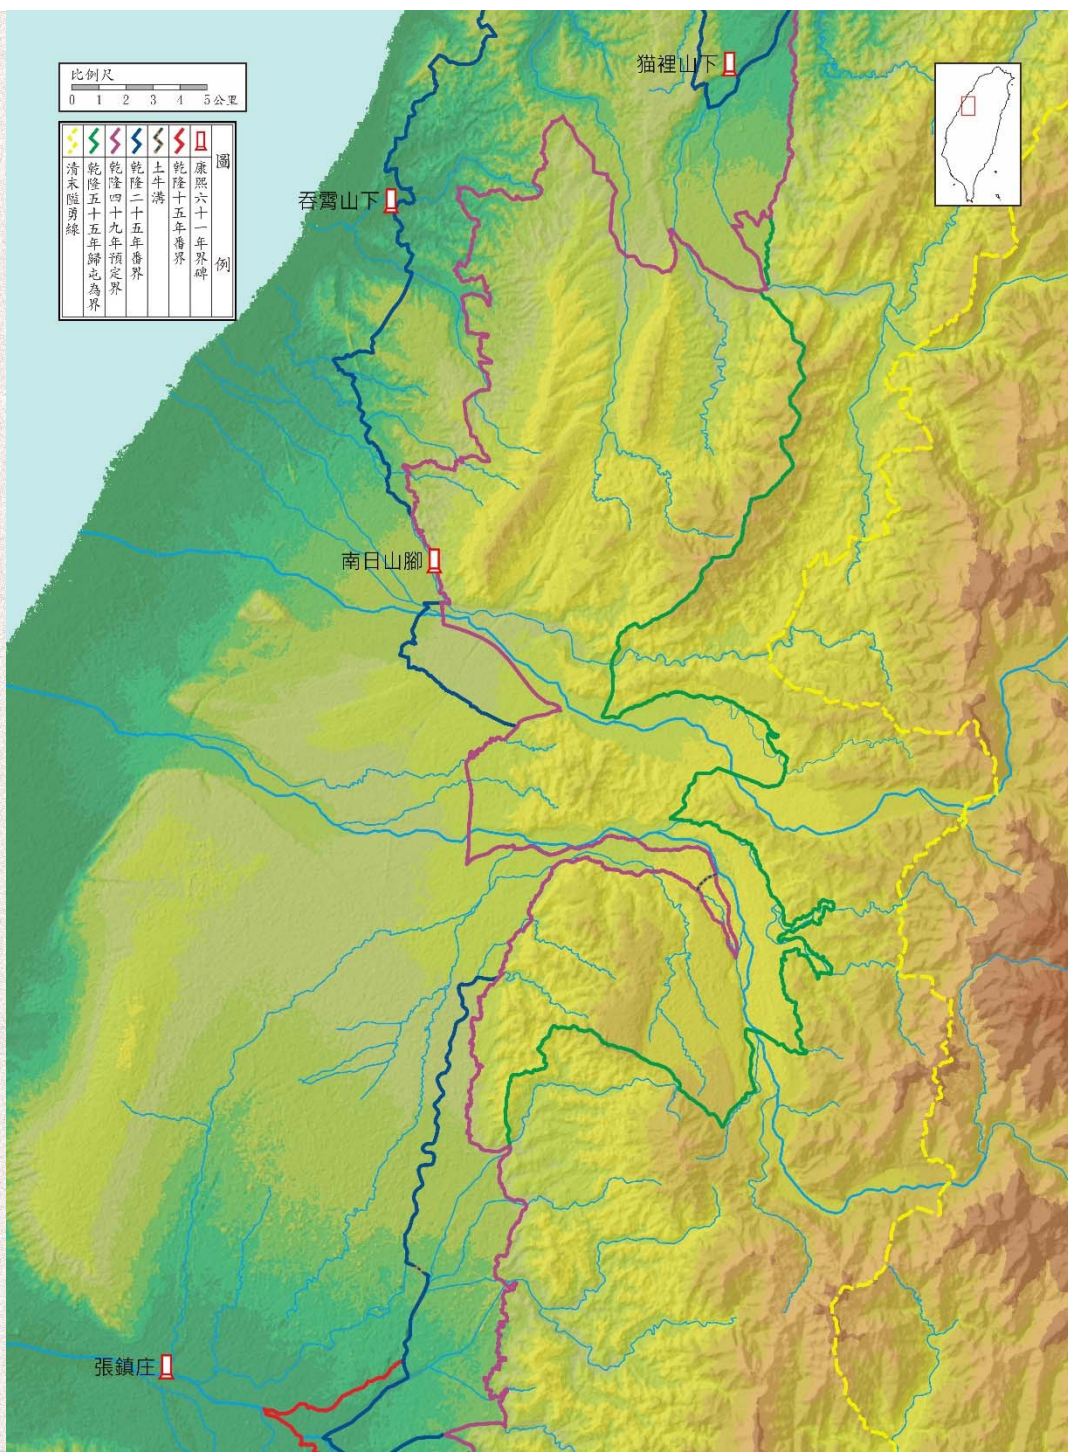 比例尺
0 1 2 3 4 5公里
圖例
康熙六十一年界碑
乾隆十五年番界
土牛溝
乾隆二十五年番界
乾隆四十九年預定界
乾隆五十五年歸屯為界
清末隘勇線
猫裡山下
吞霄山下
南日山腳
張鎮庄